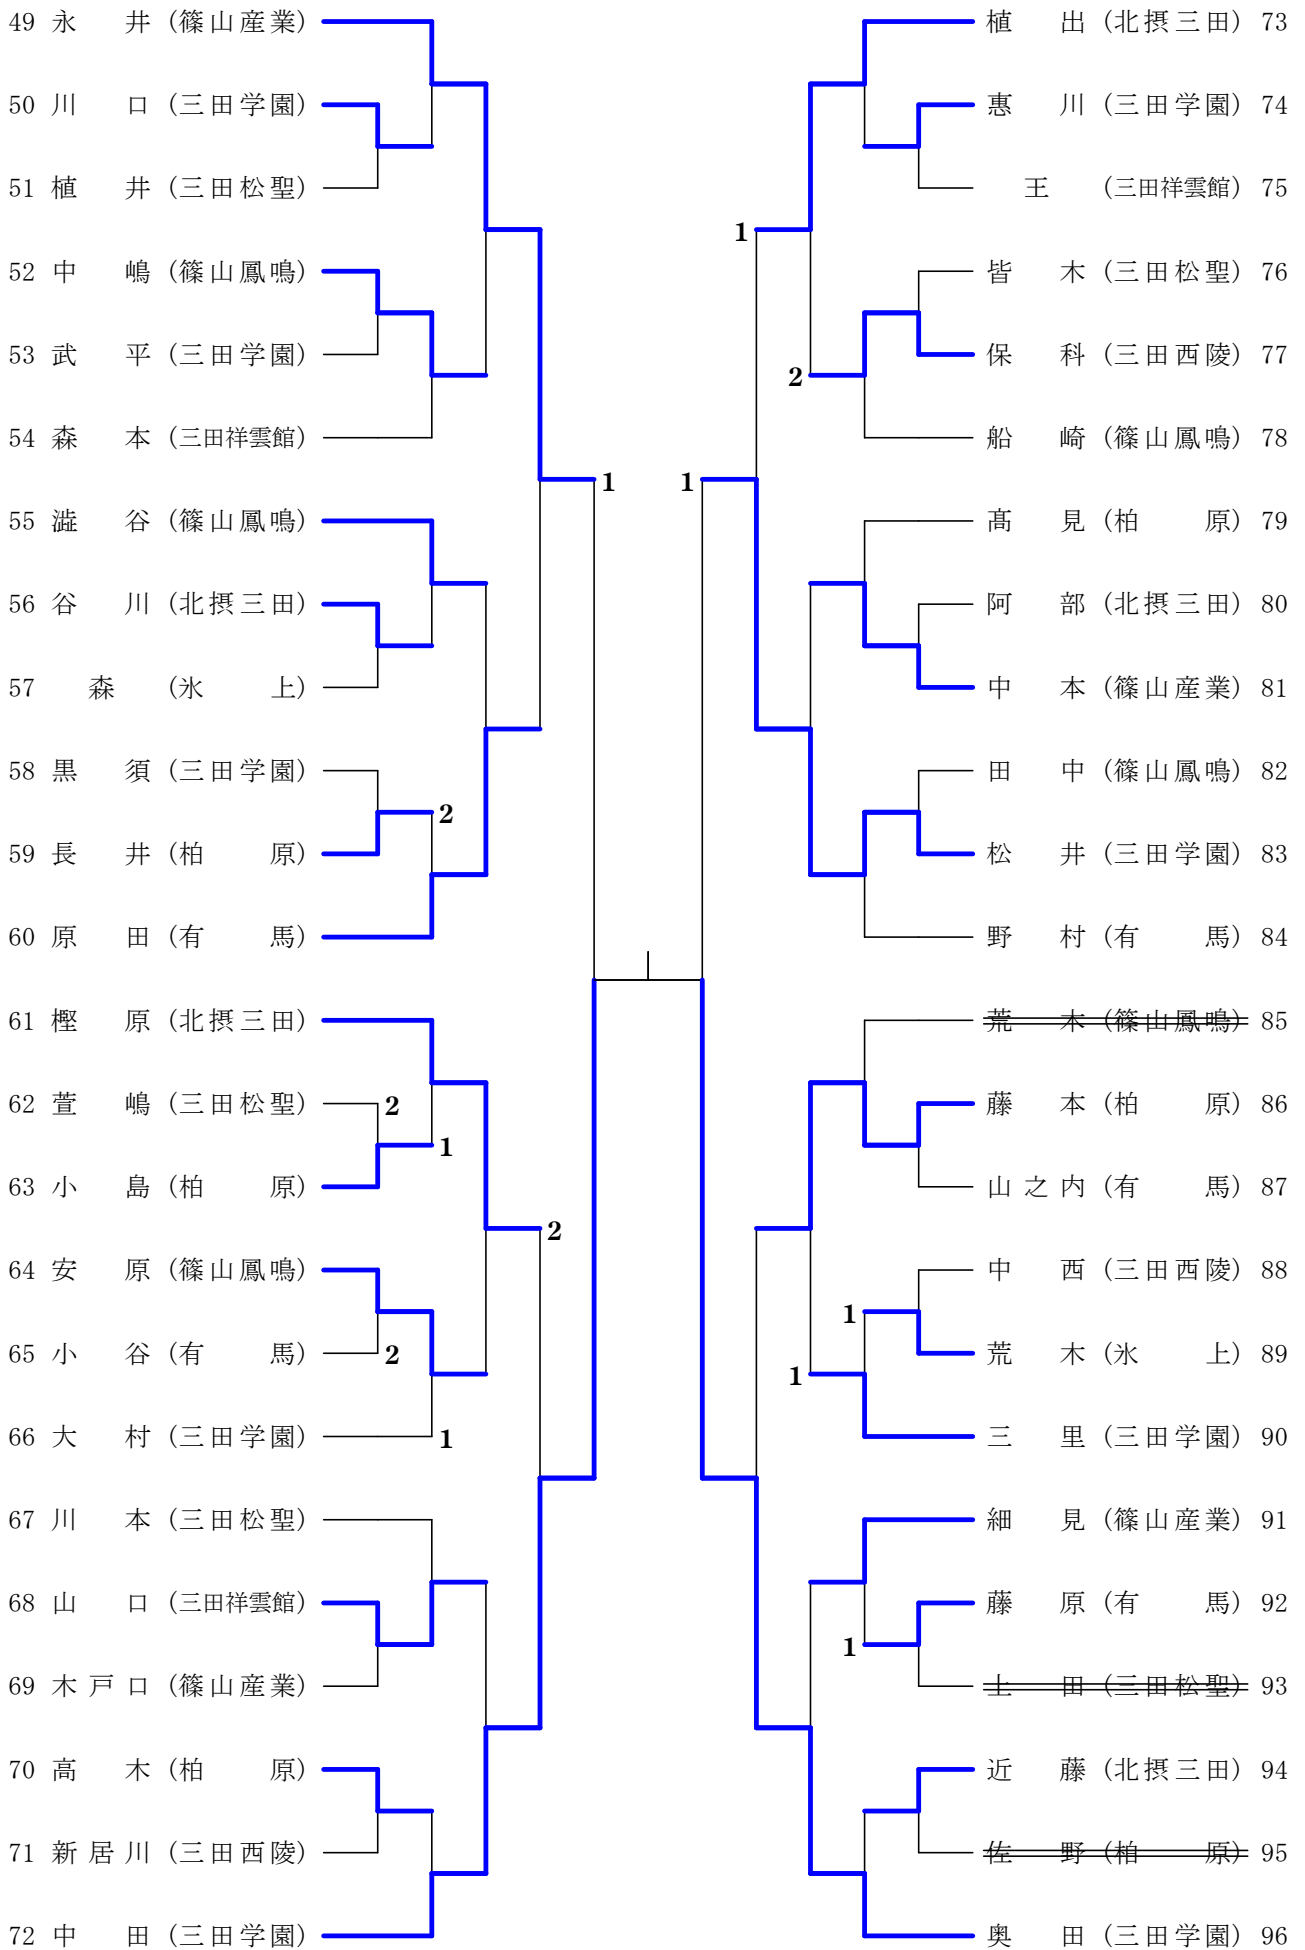 49 永 井 (篠山産業)
50 川 口 (三田学園)
51 植 井 (三田松聖)
52 中 嶋 (篠山鳳鳴)
53 武 平 (三田学園)
54 森 本 (三田祥雲館)
1
55 澁 谷 (篠山鳳鳴)
56 谷 川 (北摂三田)
57 森 (氷 上)
58 黒 須 (三田学園)
2
59 長 井 (柏 原)
60 原 田 (有 馬)
61 樫 原 (北摂三田)
62 萱 嶋 (三田松聖)
2
1
63 小 島 (柏 原)
2
64 安 原 (篠山鳳鳴)
65 小 谷 (有 馬)
2
66 大 村 (三田学園)
1
67 川 本 (三田松聖)
68 山 口 (三田祥雲館)
69 木戸口 (篠山産業)
70 高 木 (柏 原)
71 新居川 (三田西陵)
72 中 田 (三田学園)
植 出 (北摂三田) 73
惠 川 (三田学園) 74
王 (三田祥雲館) 75
1
皆 木 (三田松聖) 76
保 科 (三田西陵) 77
2
船 崎 (篠山鳳鳴) 78
1
髙 見 (柏 原) 79
阿 部 (北摂三田) 80
中 本 (篠山産業) 81
田 中 (篠山鳳鳴) 82
松 井 (三田学園) 83
野 村 (有 馬) 84
荒 木 (篠山鳳鳴) 85
藤 本 (柏 原) 86
山之内 (有 馬) 87
中 西 (三田西陵) 88
1
荒 木 (氷 上) 89
1
三 里 (三田学園) 90
細 見 (篠山産業) 91
藤 原 (有 馬) 92
1
土 田 (三田松聖) 93
近 藤 (北摂三田) 94
佐 野 (柏 原) 95
奥 田 (三田学園) 96